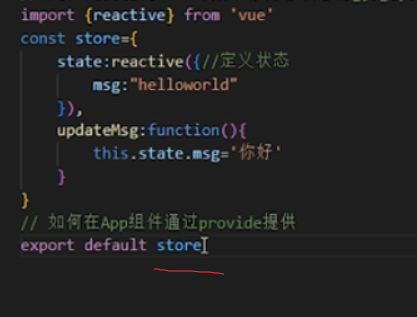 import {reactive} from 'vue'
const store={
state:reactive({//定义状态
msg:"helloworld"
}),
updateMsg:function(){
this.state.msg='你好'
}
}
// 如何在App组件通过provide提供
export default store